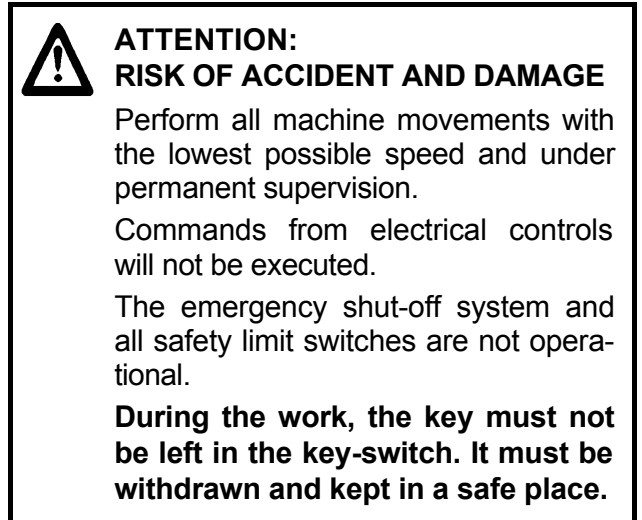 ATTENTION:
RISK OF ACCIDENT AND DAMAGE
Perform all machine movements with
the lowest possible speed and under
permanent supervision.
Commands from electrical controls
will not be executed.
The emergency shut-off system and
all safety limit switches are not opera-
tional.
During the work, the key must not
be left in the key-switch. It must be
withdrawn and kept in a safe place.